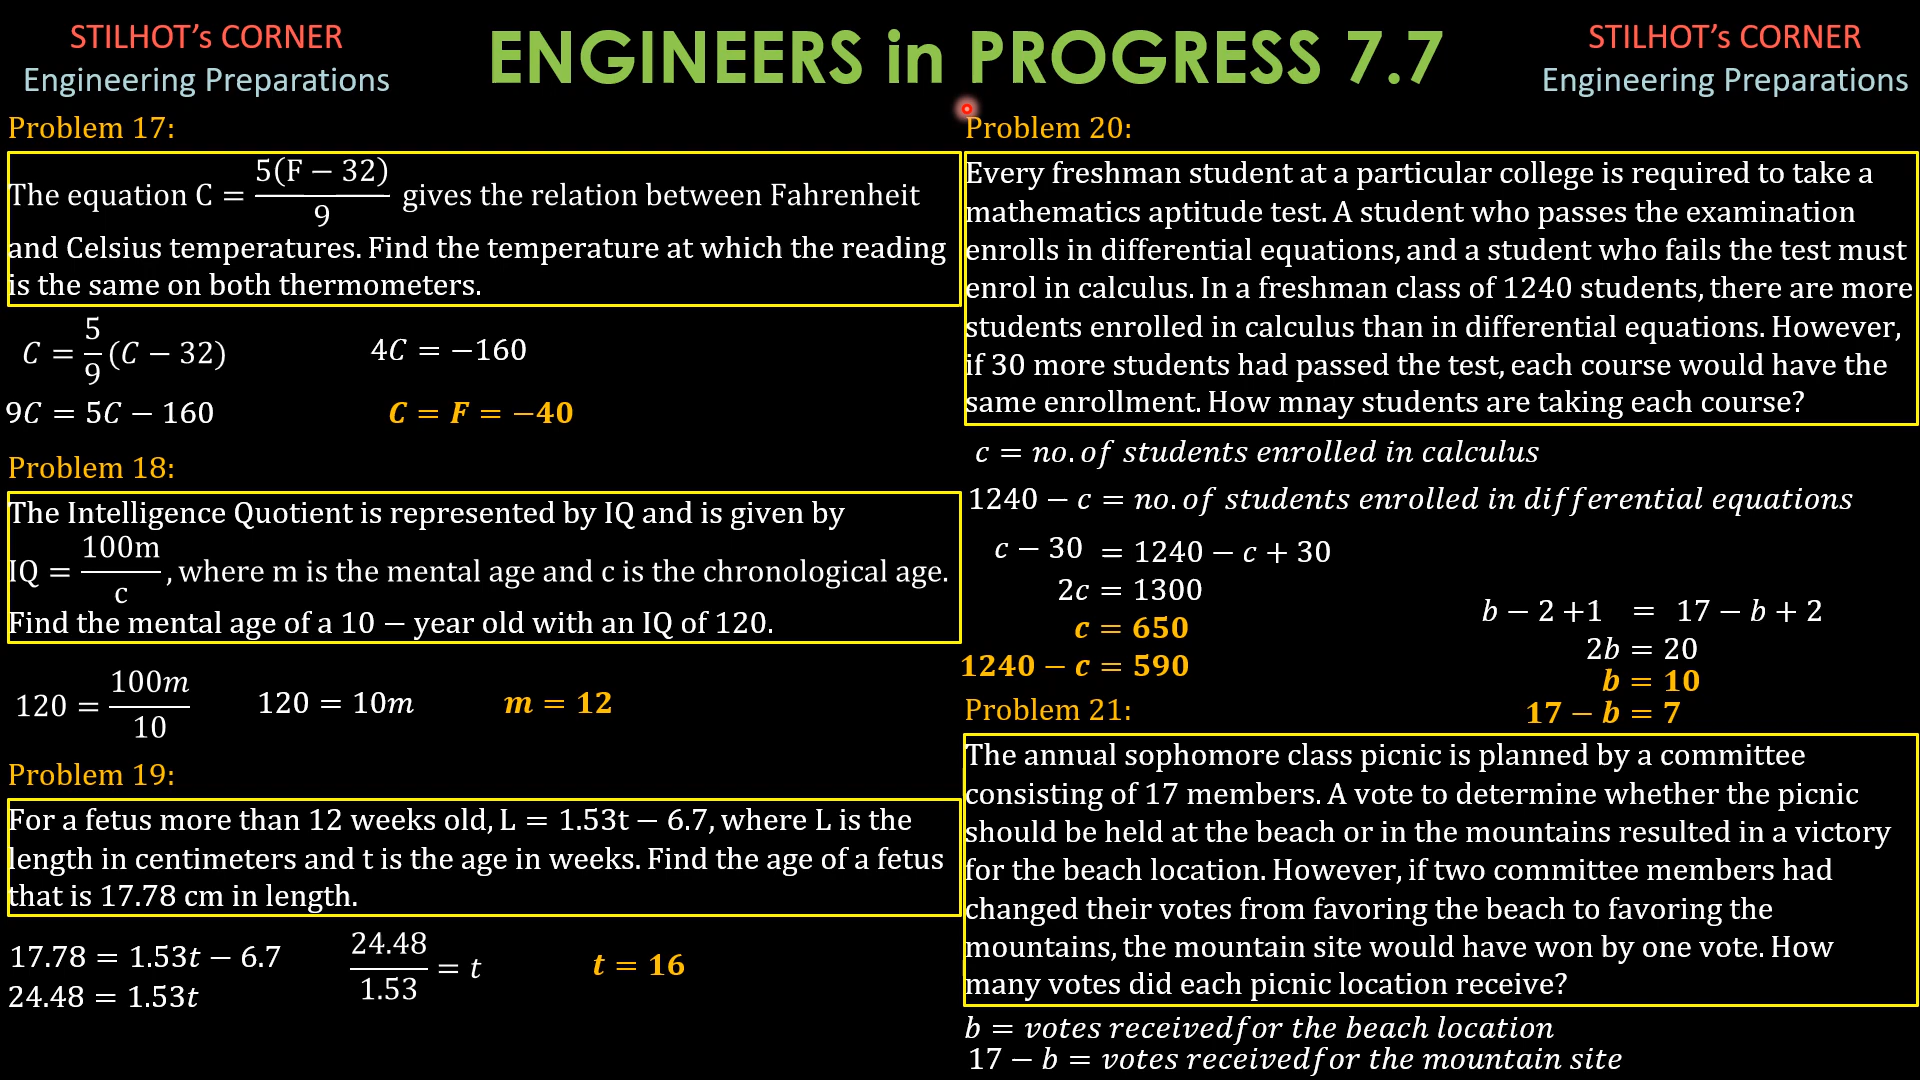 STILHOT's CORNER
Engineering Preparations
ENGINEERS in PROGRESS 7.7
STILHOT's CORNER
Engineering Preparations
Problem 17:
The equation C = 5(F − 32)/9 gives the relation between Fahrenheit
and Celsius temperatures. Find the temperature at which the reading
is the same on both thermometers.
C = 5/9 (C − 32)
9C = 5C − 160
4C = −160
C = F = −40
Problem 18:
The Intelligence Quotient is represented by IQ and is given by
IQ = 100m/c, where m is the mental age and c is the chronological age.
Find the mental age of a 10 − year old with an IQ of 120.
120 = 100m/10
120 = 10m
m = 12
Problem 19:
For a fetus more than 12 weeks old, L = 1.53t − 6.7, where L is the
length in centimeters and t is the age in weeks. Find the age of a fetus
that is 17.78 cm in length.
17.78 = 1.53t − 6.7
24.48 = 1.53t
24.48/1.53 = t
t = 16
Problem 20:
Every freshman student at a particular college is required to take a
mathematics aptitude test. A student who passes the examination
enrolls in differential equations, and a student who fails the test must
enrol in calculus. In a freshman class of 1240 students, there are more
students enrolled in calculus than in differential equations. However,
if 30 more students had passed the test, each course would have the
same enrollment. How mnay students are taking each course?
c = no. of students enrolled in calculus
1240 − c = no. of students enrolled in differential equations
c − 30 = 1240 − c + 30
2c = 1300
c = 650
1240 − c = 590
b − 2 + 1 = 17 − b + 2
2b = 20
b = 10
17 − b = 7
Problem 21:
The annual sophomore class picnic is planned by a committee
consisting of 17 members. A vote to determine whether the picnic
should be held at the beach or in the mountains resulted in a victory
for the beach location. However, if two committee members had
changed their votes from favoring the beach to favoring the
mountains, the mountain site would have won by one vote. How
many votes did each picnic location receive?
b = votes receivedfor the beach location
17 − b = votes receivedfor the mountain site